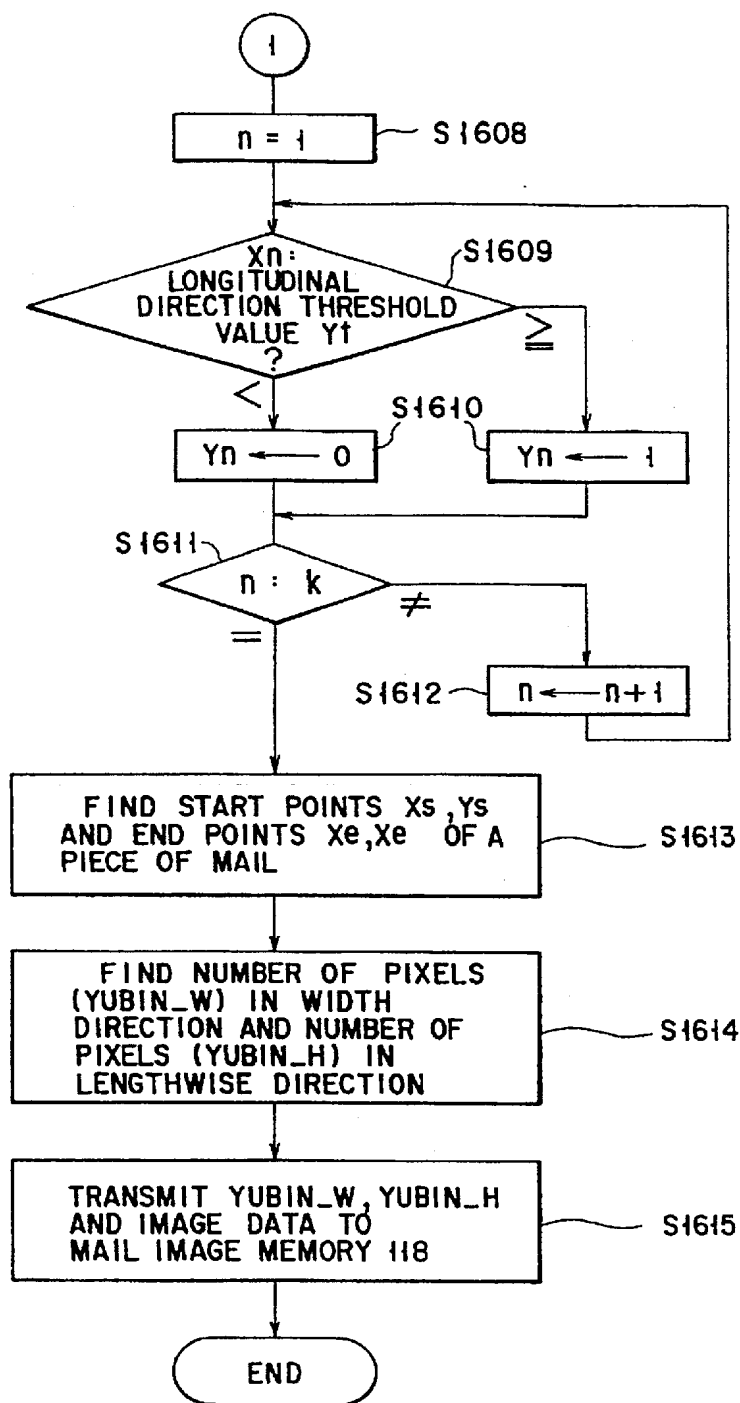 1
n = 1
S1608
Xn:
LONGITUDINAL
DIRECTION THRESHOLD
VALUE Yt
?
S1609
≧
<
S1610
Yn ← 0
Yn ← 1
S1611
n : k
≠
=
S1612
n ← n+1
FIND START POINTS Xs,Ys
AND END POINTS Xe,Xe OF A
PIECE OF MAIL
S1613
FIND NUMBER OF PIXELS
(YUBIN_W) IN WIDTH
DIRECTION AND NUMBER OF
PIXELS (YUBIN_H) IN
LENGTHWISE DIRECTION
S1614
TRANSMIT YUBIN_W, YUBIN_H
AND IMAGE DATA TO
MAIL IMAGE MEMORY 118
S1615
END